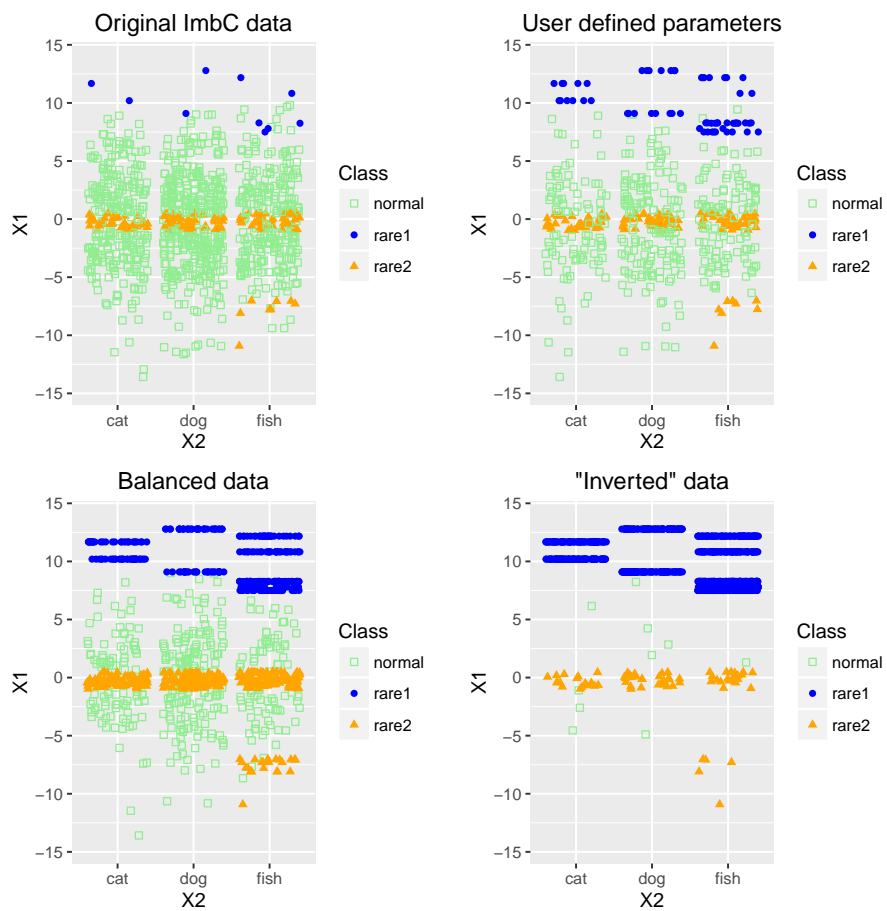 Original ImbC data
15
10
5
0
−5
−10
−15
X1
cat dog fish
X2
Class
normal
rare1
rare2
User defined parameters
15
10
5
0
−5
−10
−15
X1
cat dog fish
X2
Class
normal
rare1
rare2
Balanced data
15
10
5
0
−5
−10
−15
X1
cat dog fish
X2
Class
normal
rare1
rare2
"Inverted" data
15
10
5
0
−5
−10
−15
X1
cat dog fish
X2
Class
normal
rare1
rare2